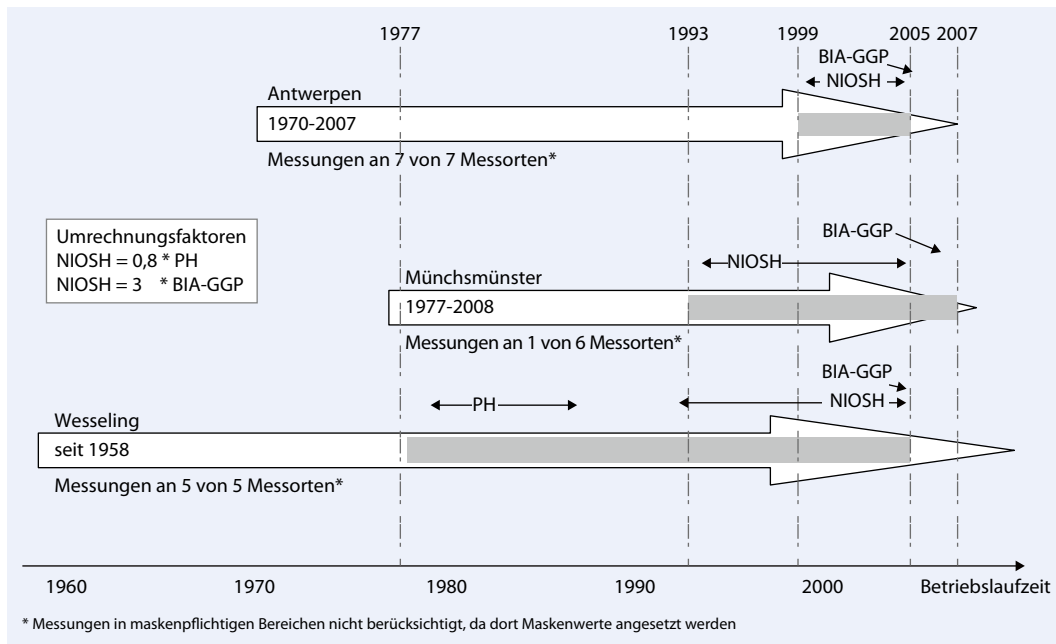 1977 1993 1999 2005 2007
BIA-GGP
NIOSH
Antwerpen
1970-2007
Messungen an 7 von 7 Messorten*
Umrechnungsfaktoren
NIOSH = 0,8 * PH
NIOSH = 3 * BIA-GGP
BIA-GGP
NIOSH
Münchsmünster
1977-2008
Messungen an 1 von 6 Messorten*
BIA-GGP
PH NIOSH
Wesseling
seit 1958
Messungen an 5 von 5 Messorten*
1960 1970 1980 1990 2000 Betriebslaufzeit
* Messungen in maskenpflichtigen Bereichen nicht berücksichtigt, da dort Maskenwerte angesetzt werden